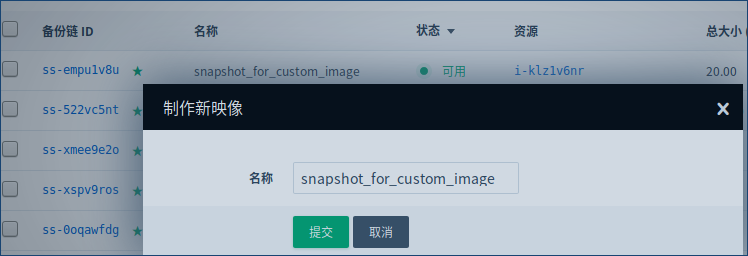 备份链 ID 名称 状态 资源 总大小 (
ss-empu1v8u snapshot_for_custom_image 可用 i-klz1v6nr 20.00
ss-522vc5nt
制作新映像
ss-xmee9e2o
名称 snapshot_for_custom_image
ss-xspv9ros
提交 取消
ss-0oqawfdg